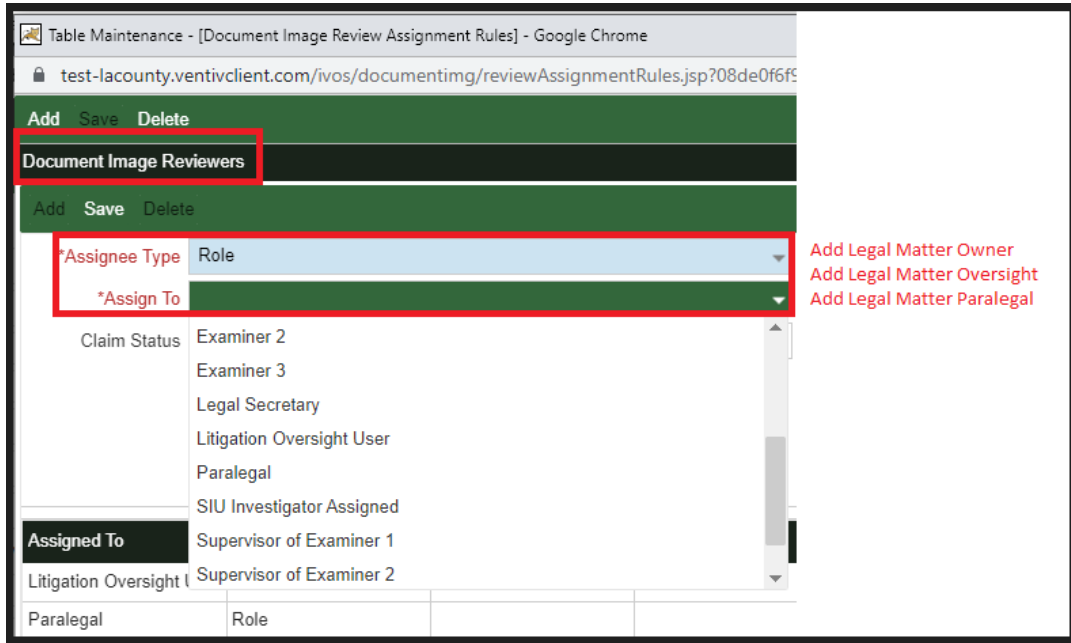 Table Maintenance - [Document Image Review Assignment Rules] - Google Chrome
test-lacounty.ventivclient.com/ivos/documentimg/reviewAssignmentRules.jsp?08de0f6f9
Add Save Delete
Document Image Reviewers
Add Save Delete
*Assignee Type Role
Add Legal Matter Owner
Add Legal Matter Oversight
*Assign To
Add Legal Matter Paralegal
Claim Status
Examiner 2
Examiner 3
Legal Secretary
Litigation Oversight User
Paralegal
SIU Investigator Assigned
Supervisor of Examiner 1
Supervisor of Examiner 2
Assigned To
Litigation Oversight
Paralegal Role